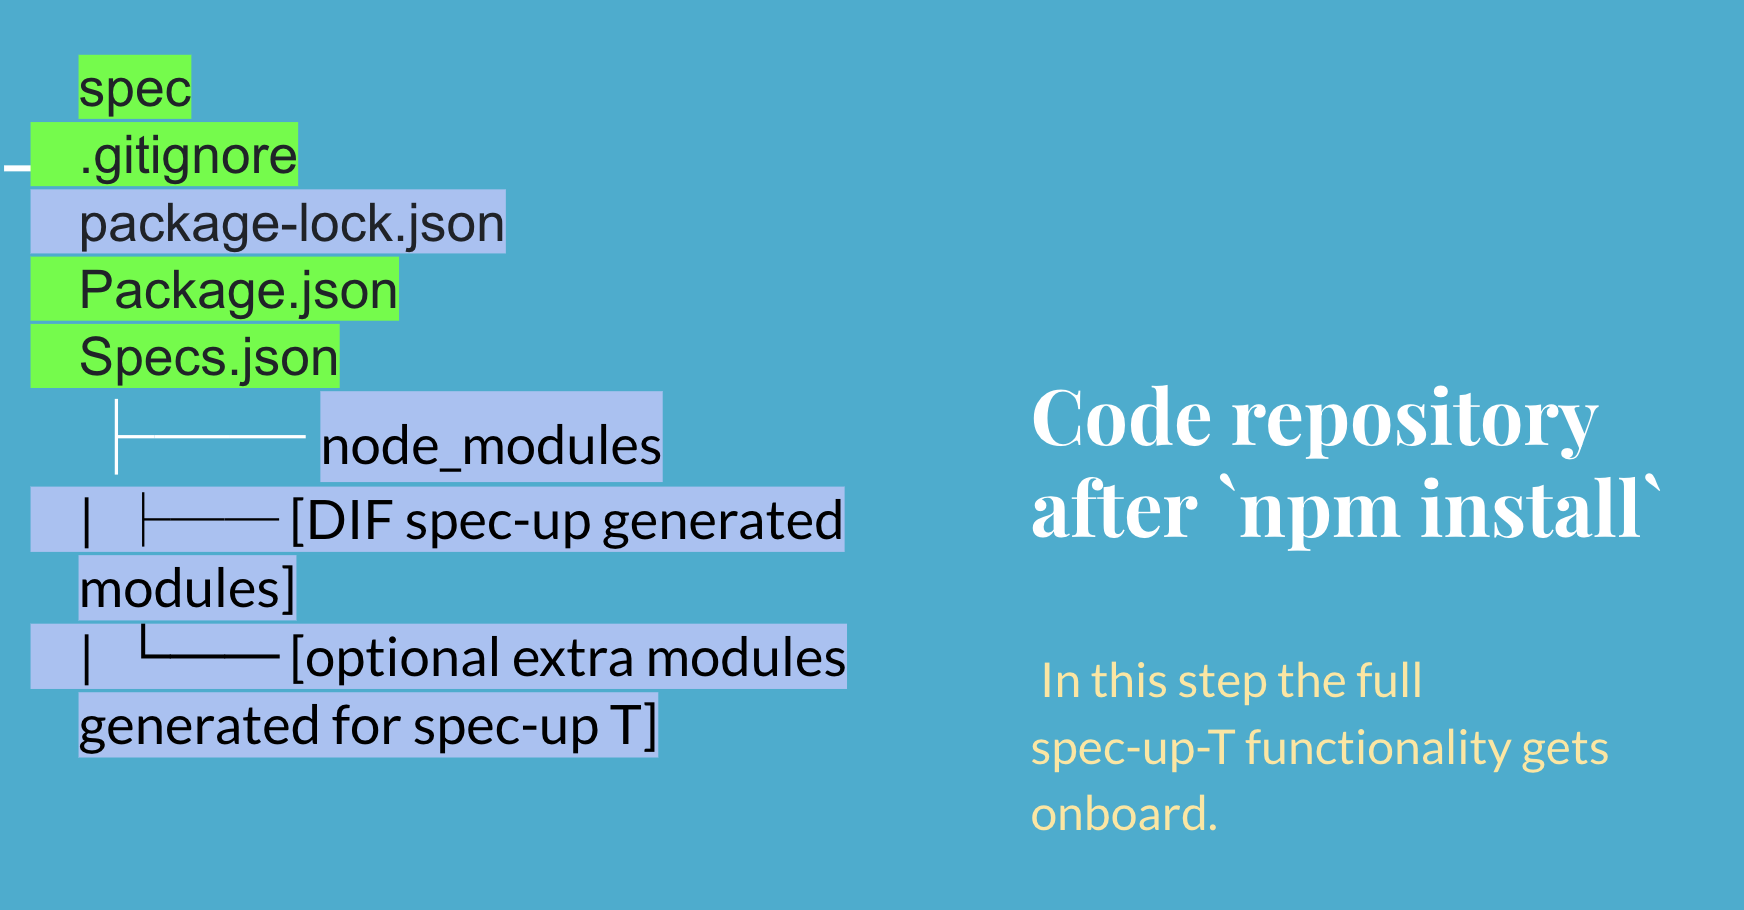 spec
.gitignore
package-lock.json
Package.json
Specs.json
├──── node_modules
| ├──── [DIF spec-up generated
modules]
| └──── [optional extra modules
generated for spec-up T]
Code repository
after `npm install`
In this step the full
spec-up-T functionality gets
onboard.